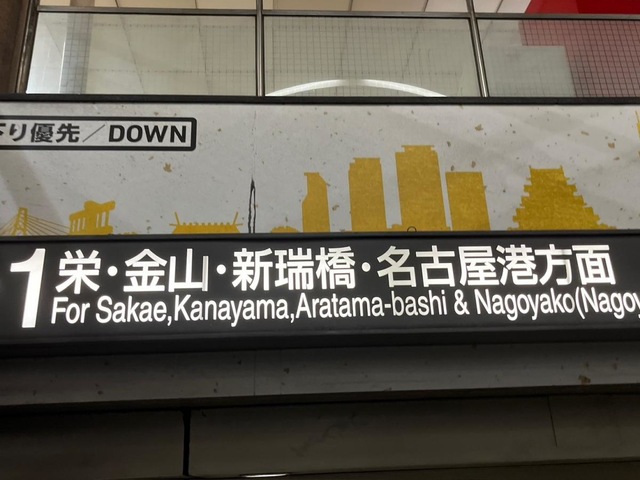 下り優先／DOWN
1 栄・金山・新瑞橋・名古屋港方面
For Sakae,Kanayama,Aratama-bashi & Nagoyako(Nagoy